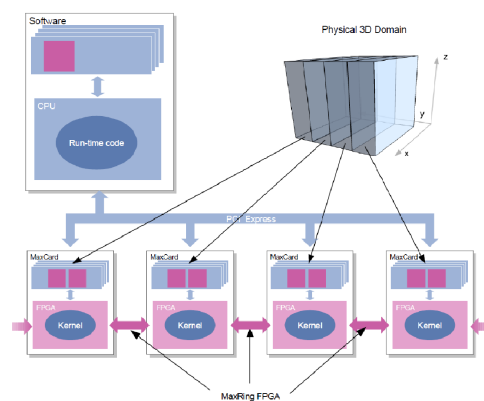 Software
Physical 3D Domain
z
y
x
CPU
Run-time code
PCI Express
MaxCard
MaxCard
MaxCard
MaxCard
FPGA
FPGA
FPGA
FPGA
Kernel
Kernel
Kernel
Kernel
MaxRing FPGA